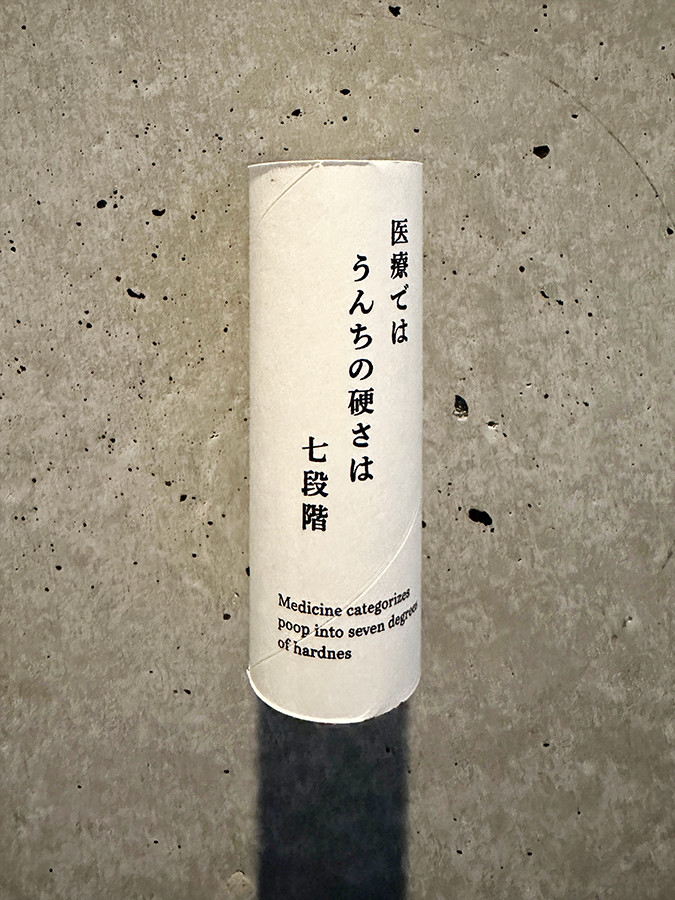 医療では
うんちの硬さは
七段階
Medicine categorizes
poop into seven degrees
of hardnes